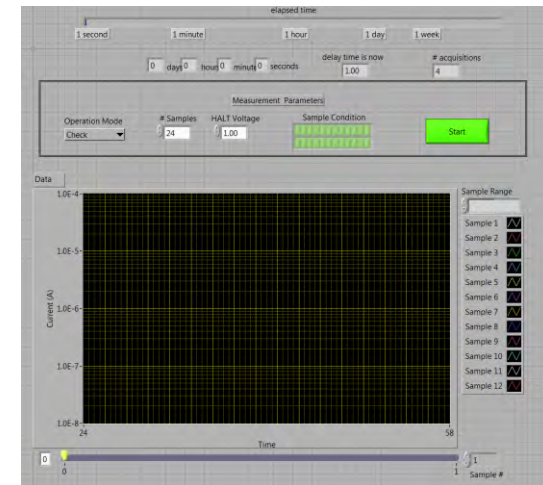 elapsed time
1 second 1 minute 1 hour 1 day 1 week
0 days 0 hour 0 minute 0 seconds
delay time is now
1.00
# acquisitions
4
Measurement Parameters
Operation Mode
Check
# Samples
24
HALT Voltage
1.00
Sample Condition
Start
Data
1.0E-4
1.0E-5
1.0E-6
1.0E-7
1.0E-8
Current (A)
24 58
Time
Sample Range
Sample 1
Sample 2
Sample 3
Sample 4
Sample 5
Sample 6
Sample 7
Sample 8
Sample 9
Sample 10
Sample 11
Sample 12
0
0 1
1
Sample #